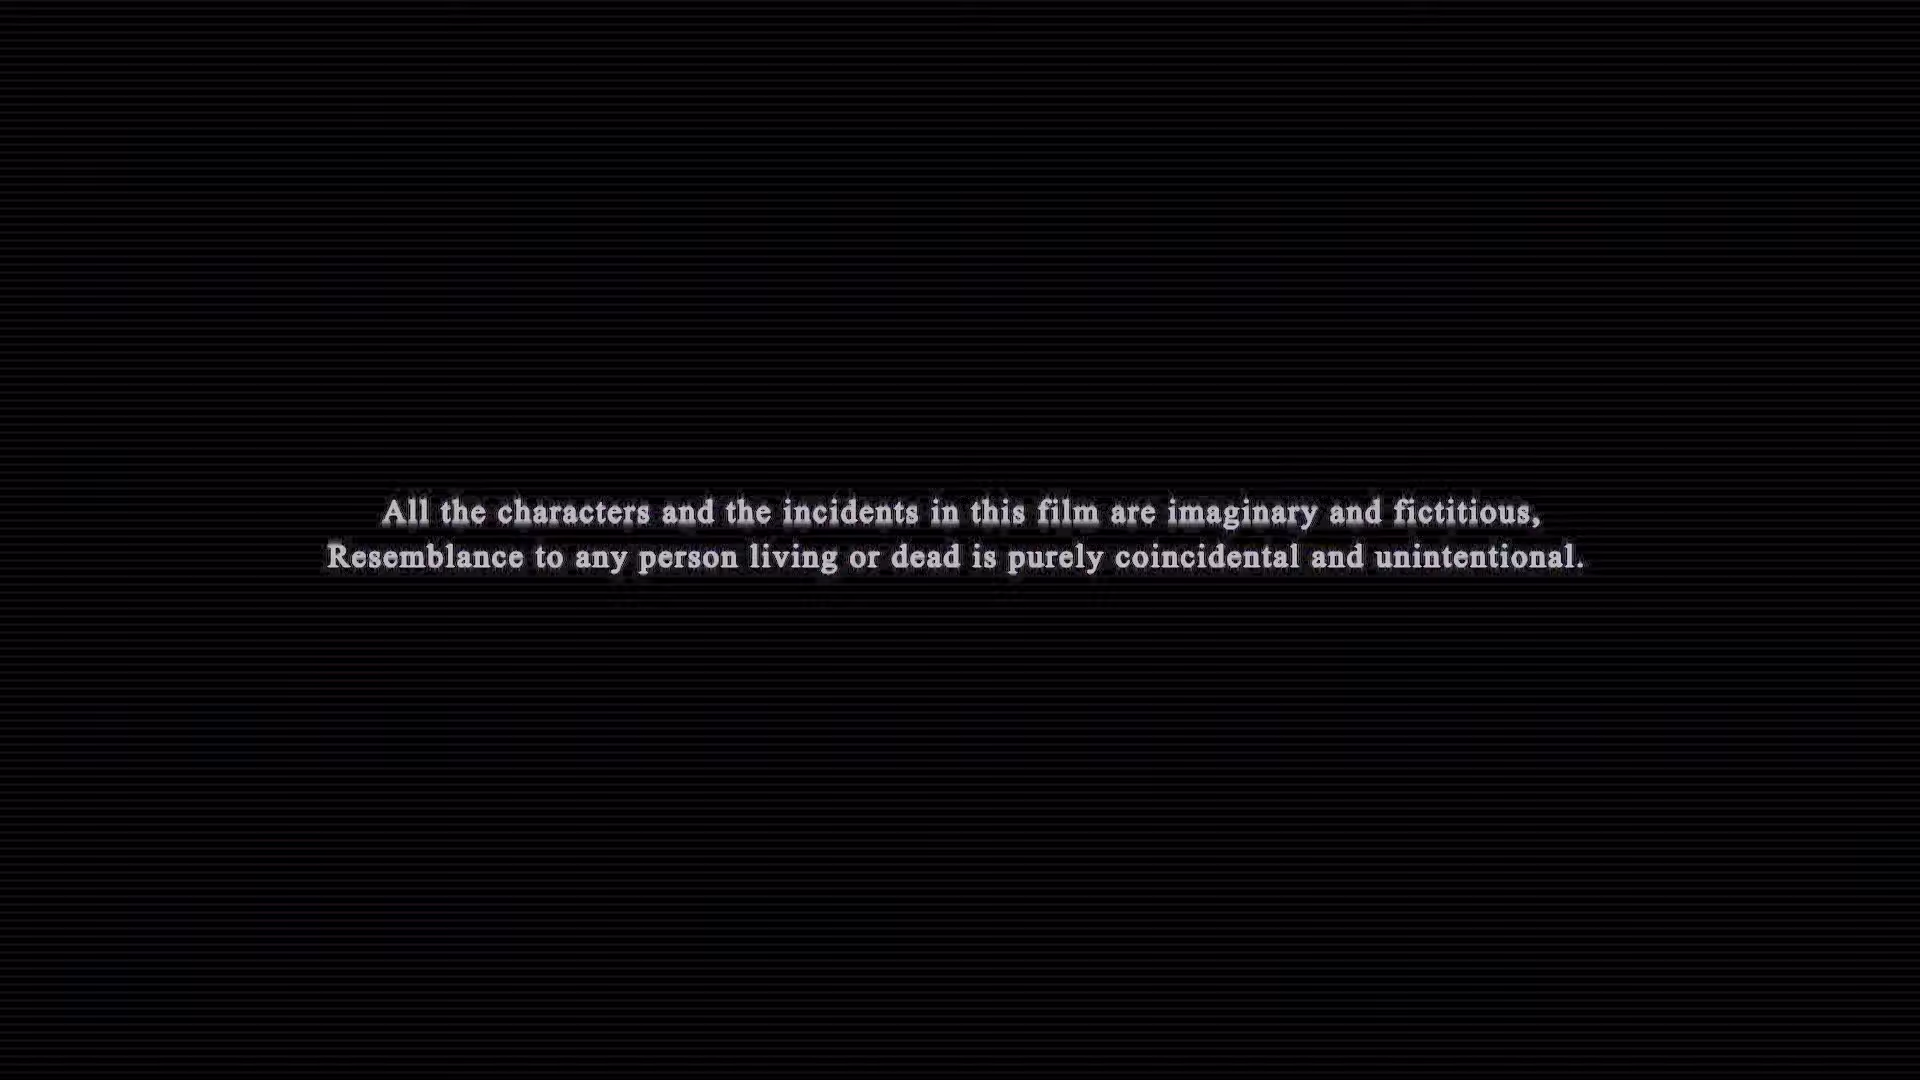 All the characters and the incidents in this film are imaginary and fictitious,
Resemblance to any person living or dead is purely coincidental and unintentional.